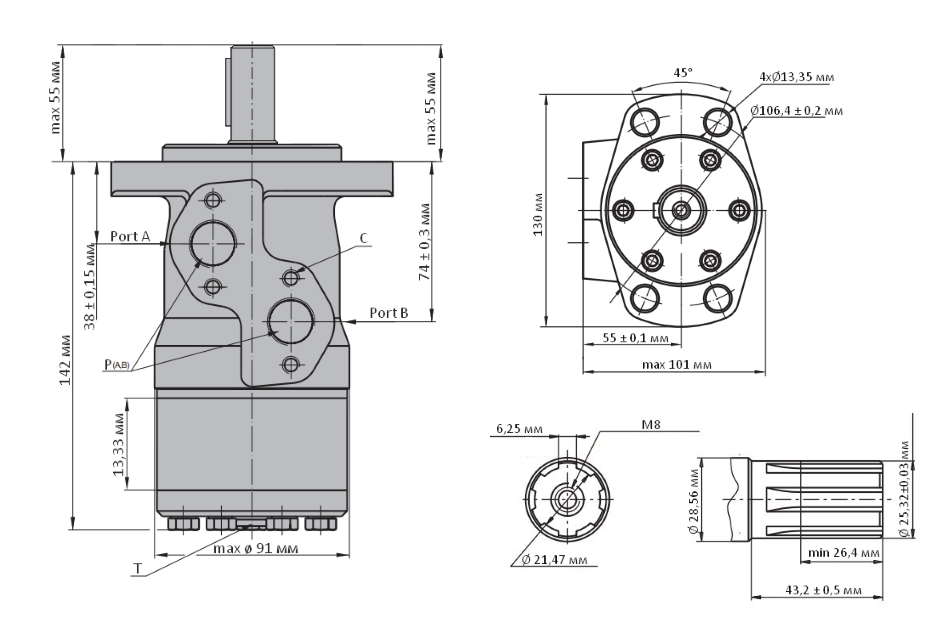 max 55 мм
max 55 мм
Port A
C
38 ± 0,15 мм
74 ± 0,3 мм
Port B
142 мм
P(A,B)
13,33 мм
max ø 91 мм
T
45°
4xØ13,35 мм
Ø106,4 ± 0,2 мм
130 мм
55 ± 0,1 мм
max 101 мм
6,25 мм
M8
Ø 21,47 мм
Ø 28,56 мм
Ø 25,32±0,03 мм
min 26,4 мм
43,2 ± 0,5 мм